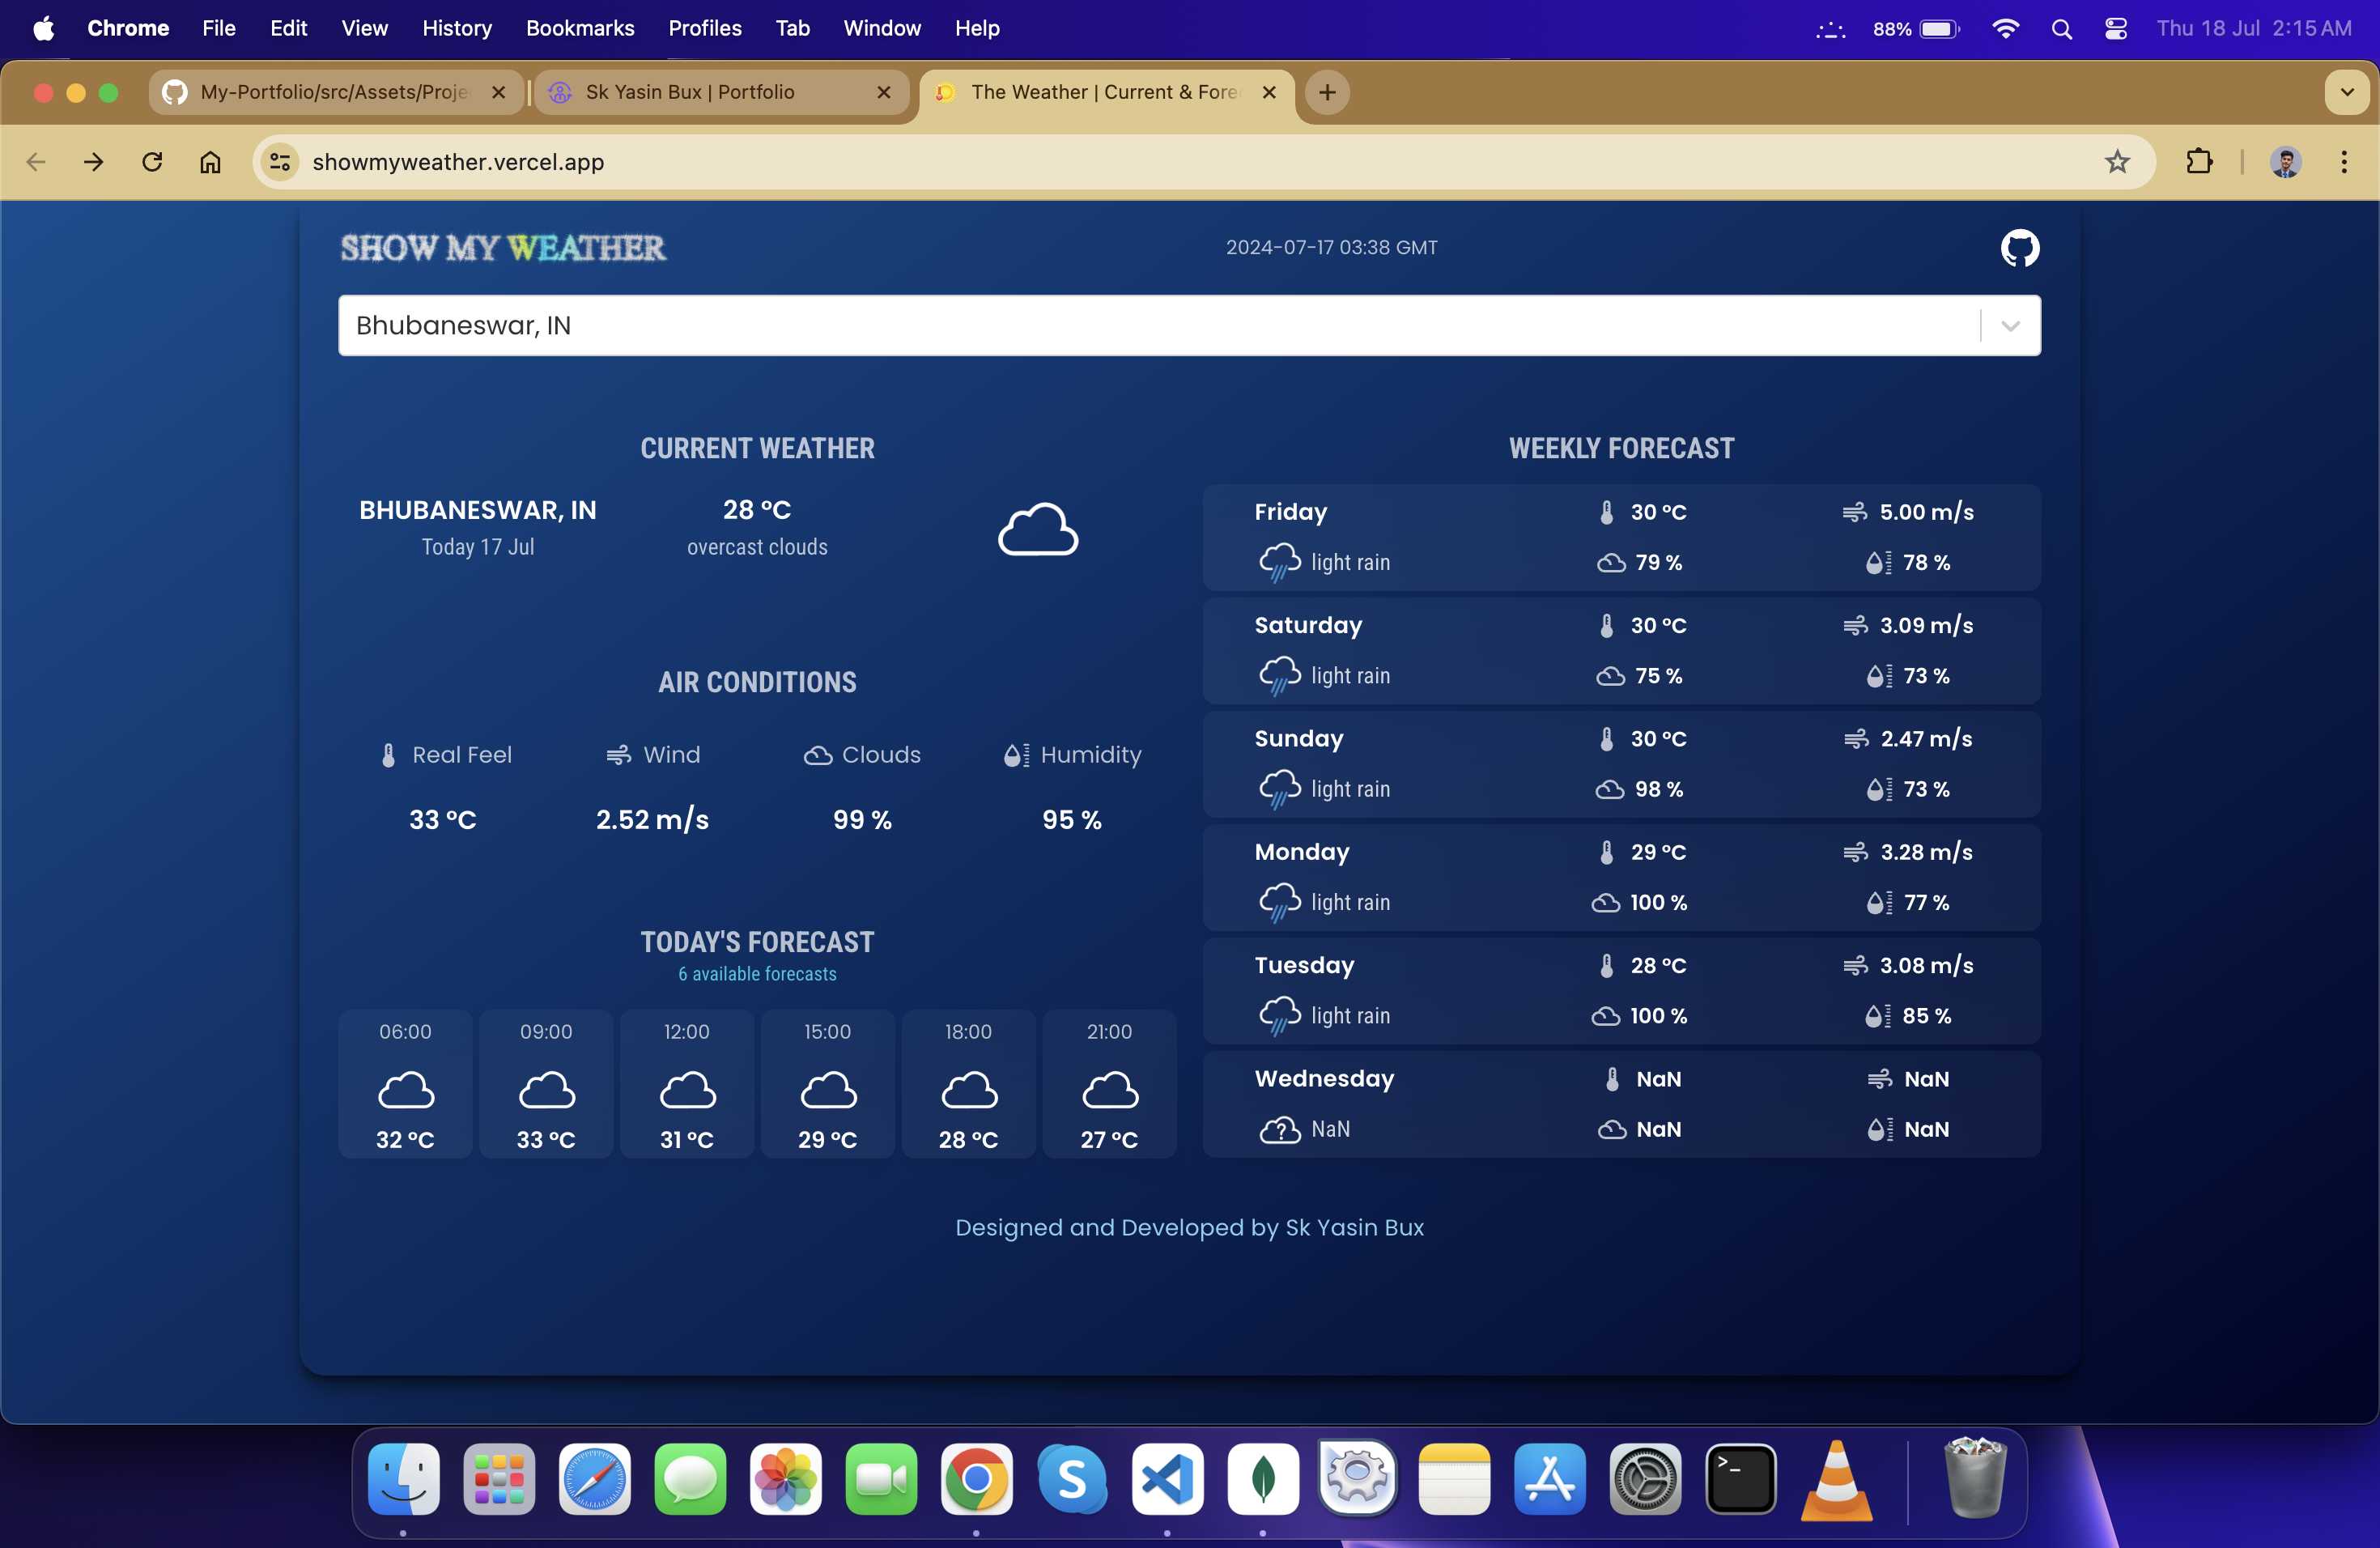 Chrome File Edit View History Bookmarks Profiles Tab Window Help 88% Thu 18 Jul 2:15 AM
My-Portfolio/src/Assets/Proje Sk Yasin Bux | Portfolio The Weather | Current & Fore
showmyweather.vercel.app
SHOW MY WEATHER 2024-07-17 03:38 GMT
Bhubaneswar, IN
CURRENT WEATHER
BHUBANESWAR, IN 28 °C
Today 17 Jul overcast clouds
AIR CONDITIONS
Real Feel Wind Clouds Humidity
33 °C 2.52 m/s 99 % 95 %
TODAY'S FORECAST
6 available forecasts
06:00 09:00 12:00 15:00 18:00 21:00
32 °C 33 °C 31 °C 29 °C 28 °C 27 °C
WEEKLY FORECAST
Friday 30 °C 5.00 m/s
light rain 79 % 78 %
Saturday 30 °C 3.09 m/s
light rain 75 % 73 %
Sunday 30 °C 2.47 m/s
light rain 98 % 73 %
Monday 29 °C 3.28 m/s
light rain 100 % 77 %
Tuesday 28 °C 3.08 m/s
light rain 100 % 85 %
Wednesday NaN NaN
? NaN NaN NaN
Designed and Developed by Sk Yasin Bux
S >_